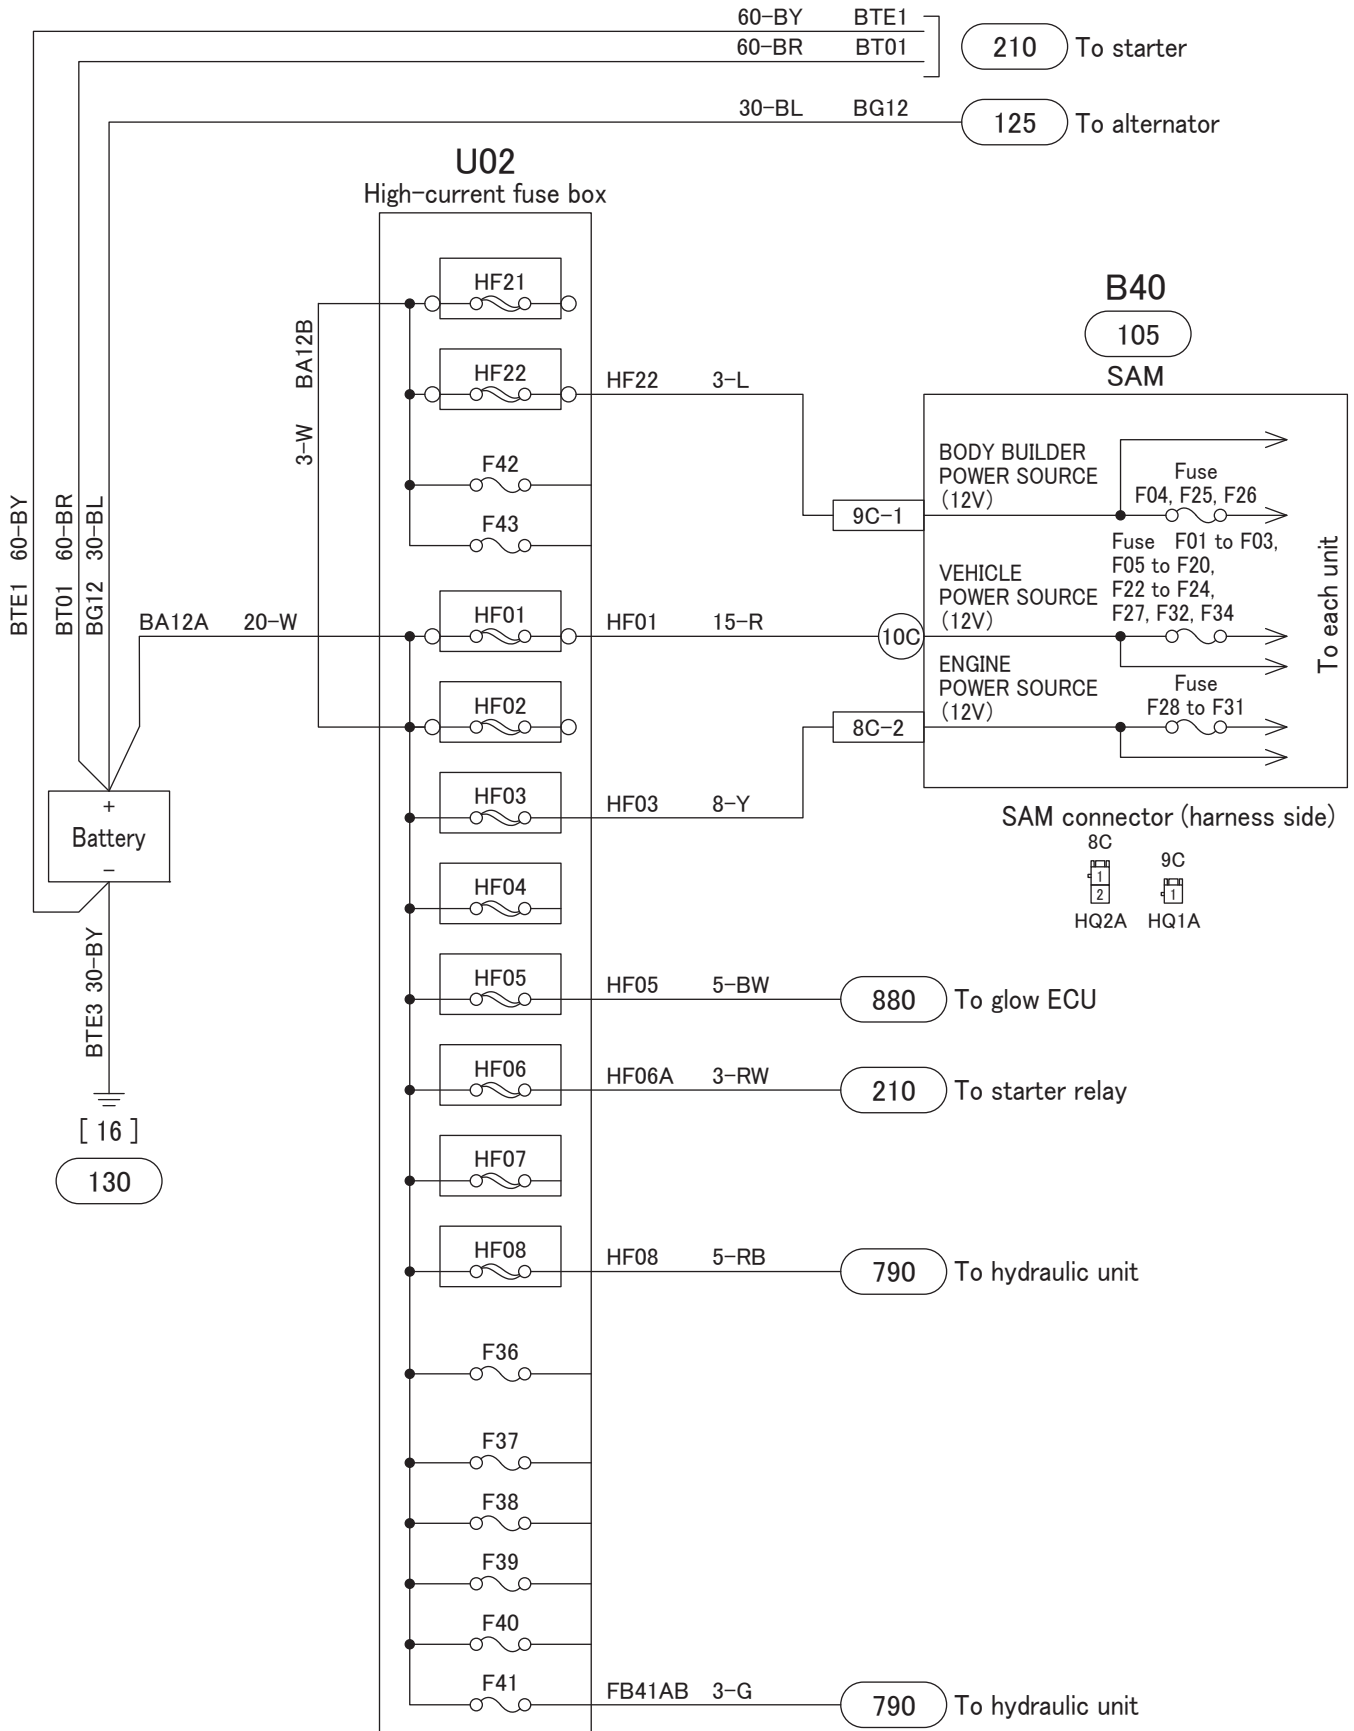 60-BY BTE1
60-BR BT01
210 To starter
30-BL BG12
125 To alternator
U02
High-current fuse box
HF21
B40
105
SAM
3-W BA12B
HF22
HF22 3-L
BODY BUILDER
POWER SOURCE
(12V)
Fuse
F04, F25, F26
F42
9C-1
F43
Fuse F01 to F03,
F05 to F20,
F22 to F24,
F27, F32, F34
VEHICLE
POWER SOURCE
(12V)
To each unit
BTE1 60-BY
BT01 60-BR
BG12 30-BL
BA12A 20-W
HF01
HF01 15-R
10C
ENGINE
POWER SOURCE
(12V)
Fuse
F28 to F31
HF02
8C-2
HF03
HF03 8-Y
+
Battery
-
SAM connector (harness side)
8C
9C
1
2
1
HQ2A HQ1A
HF04
BTE3 30-BY
HF05
HF05 5-BW
880 To glow ECU
HF06
HF06A 3-RW
210 To starter relay
[ 16 ]
130
HF07
HF08
HF08 5-RB
790 To hydraulic unit
F36
F37
F38
F39
F40
F41
FB41AB 3-G
790 To hydraulic unit